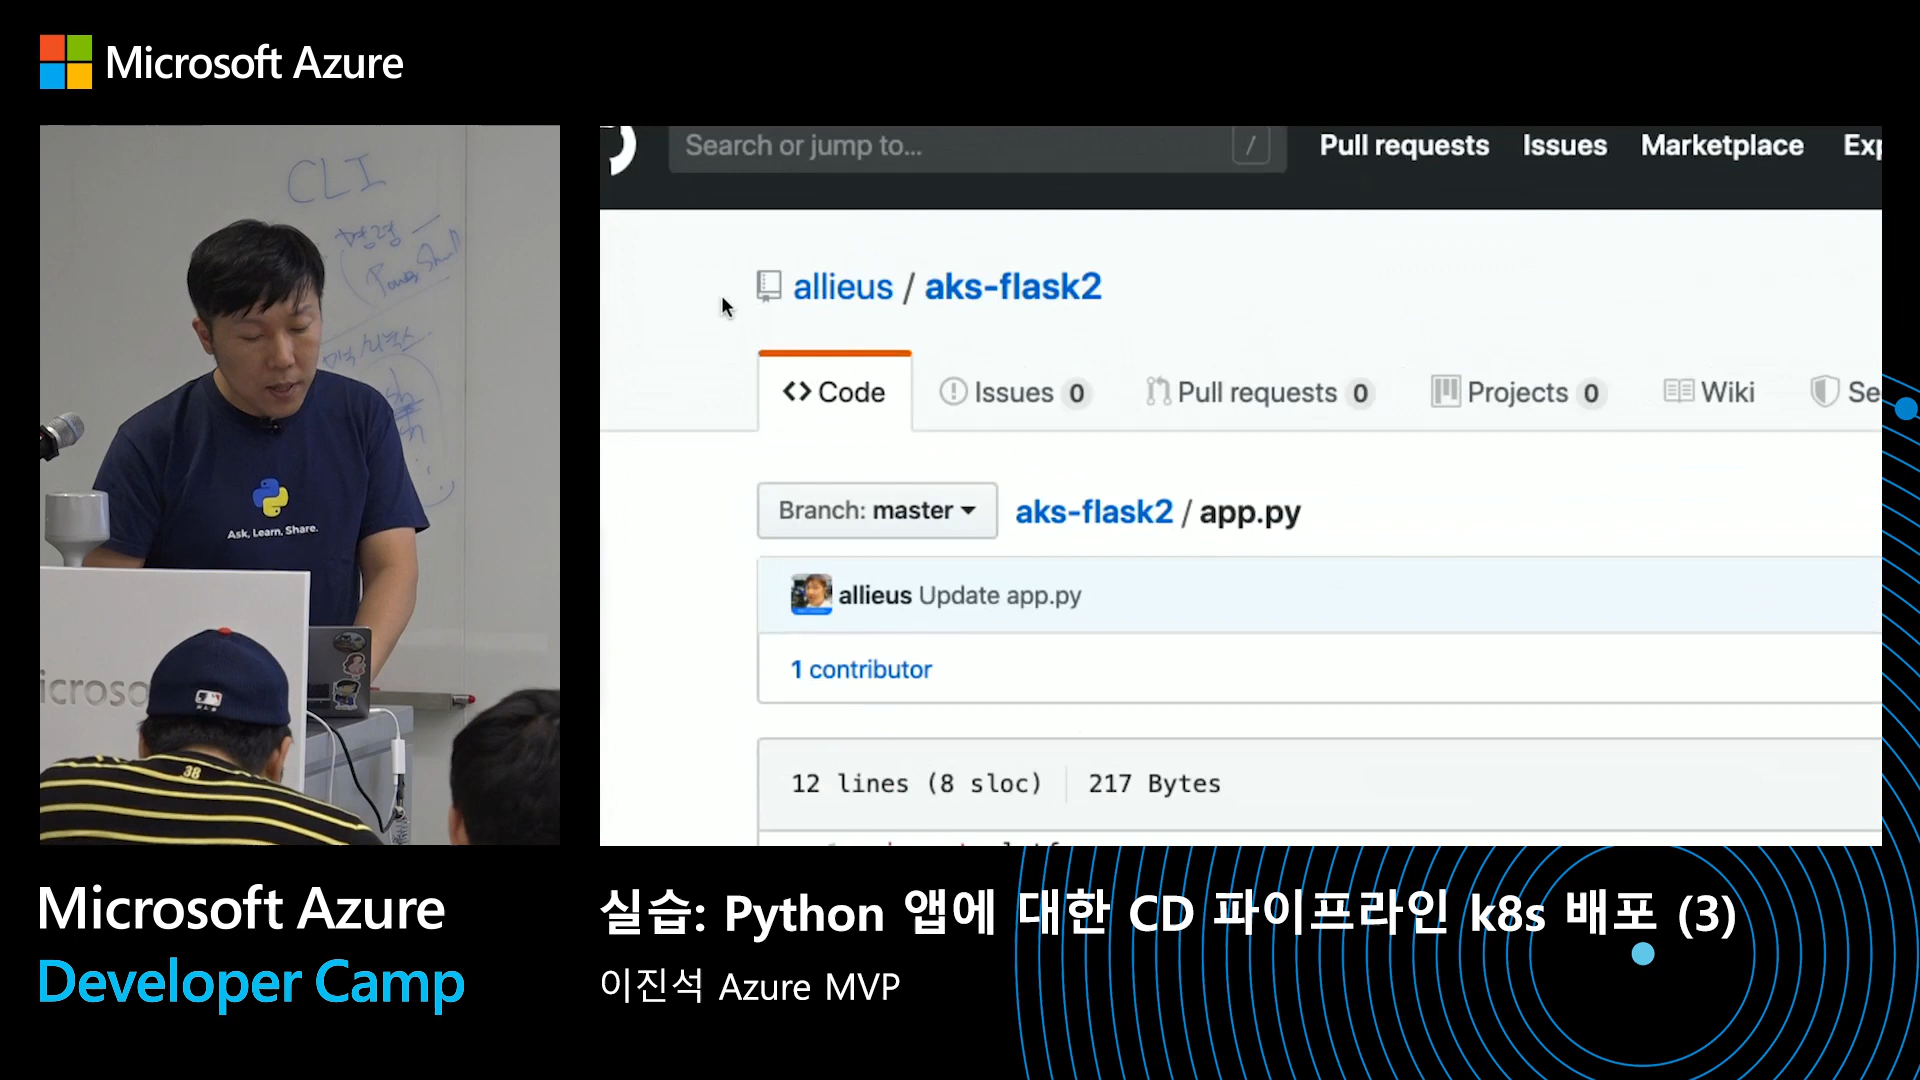 Microsoft Azure
CLI
Ask, Learn, Share.
38
Search or jump to...
/
Pull requests
Issues
Marketplace
allieus / aks-flask2
<> Code
Issues 0
Pull requests 0
Projects 0
Wiki
Branch: master
aks-flask2 / app.py
allieus Update app.py
1 contributor
12 lines (8 sloc)
217 Bytes
Microsoft Azure
Developer Camp
실습: Python 앱에 대한 CD 파이프라인 k8s 배포 (3)
이진석 Azure MVP